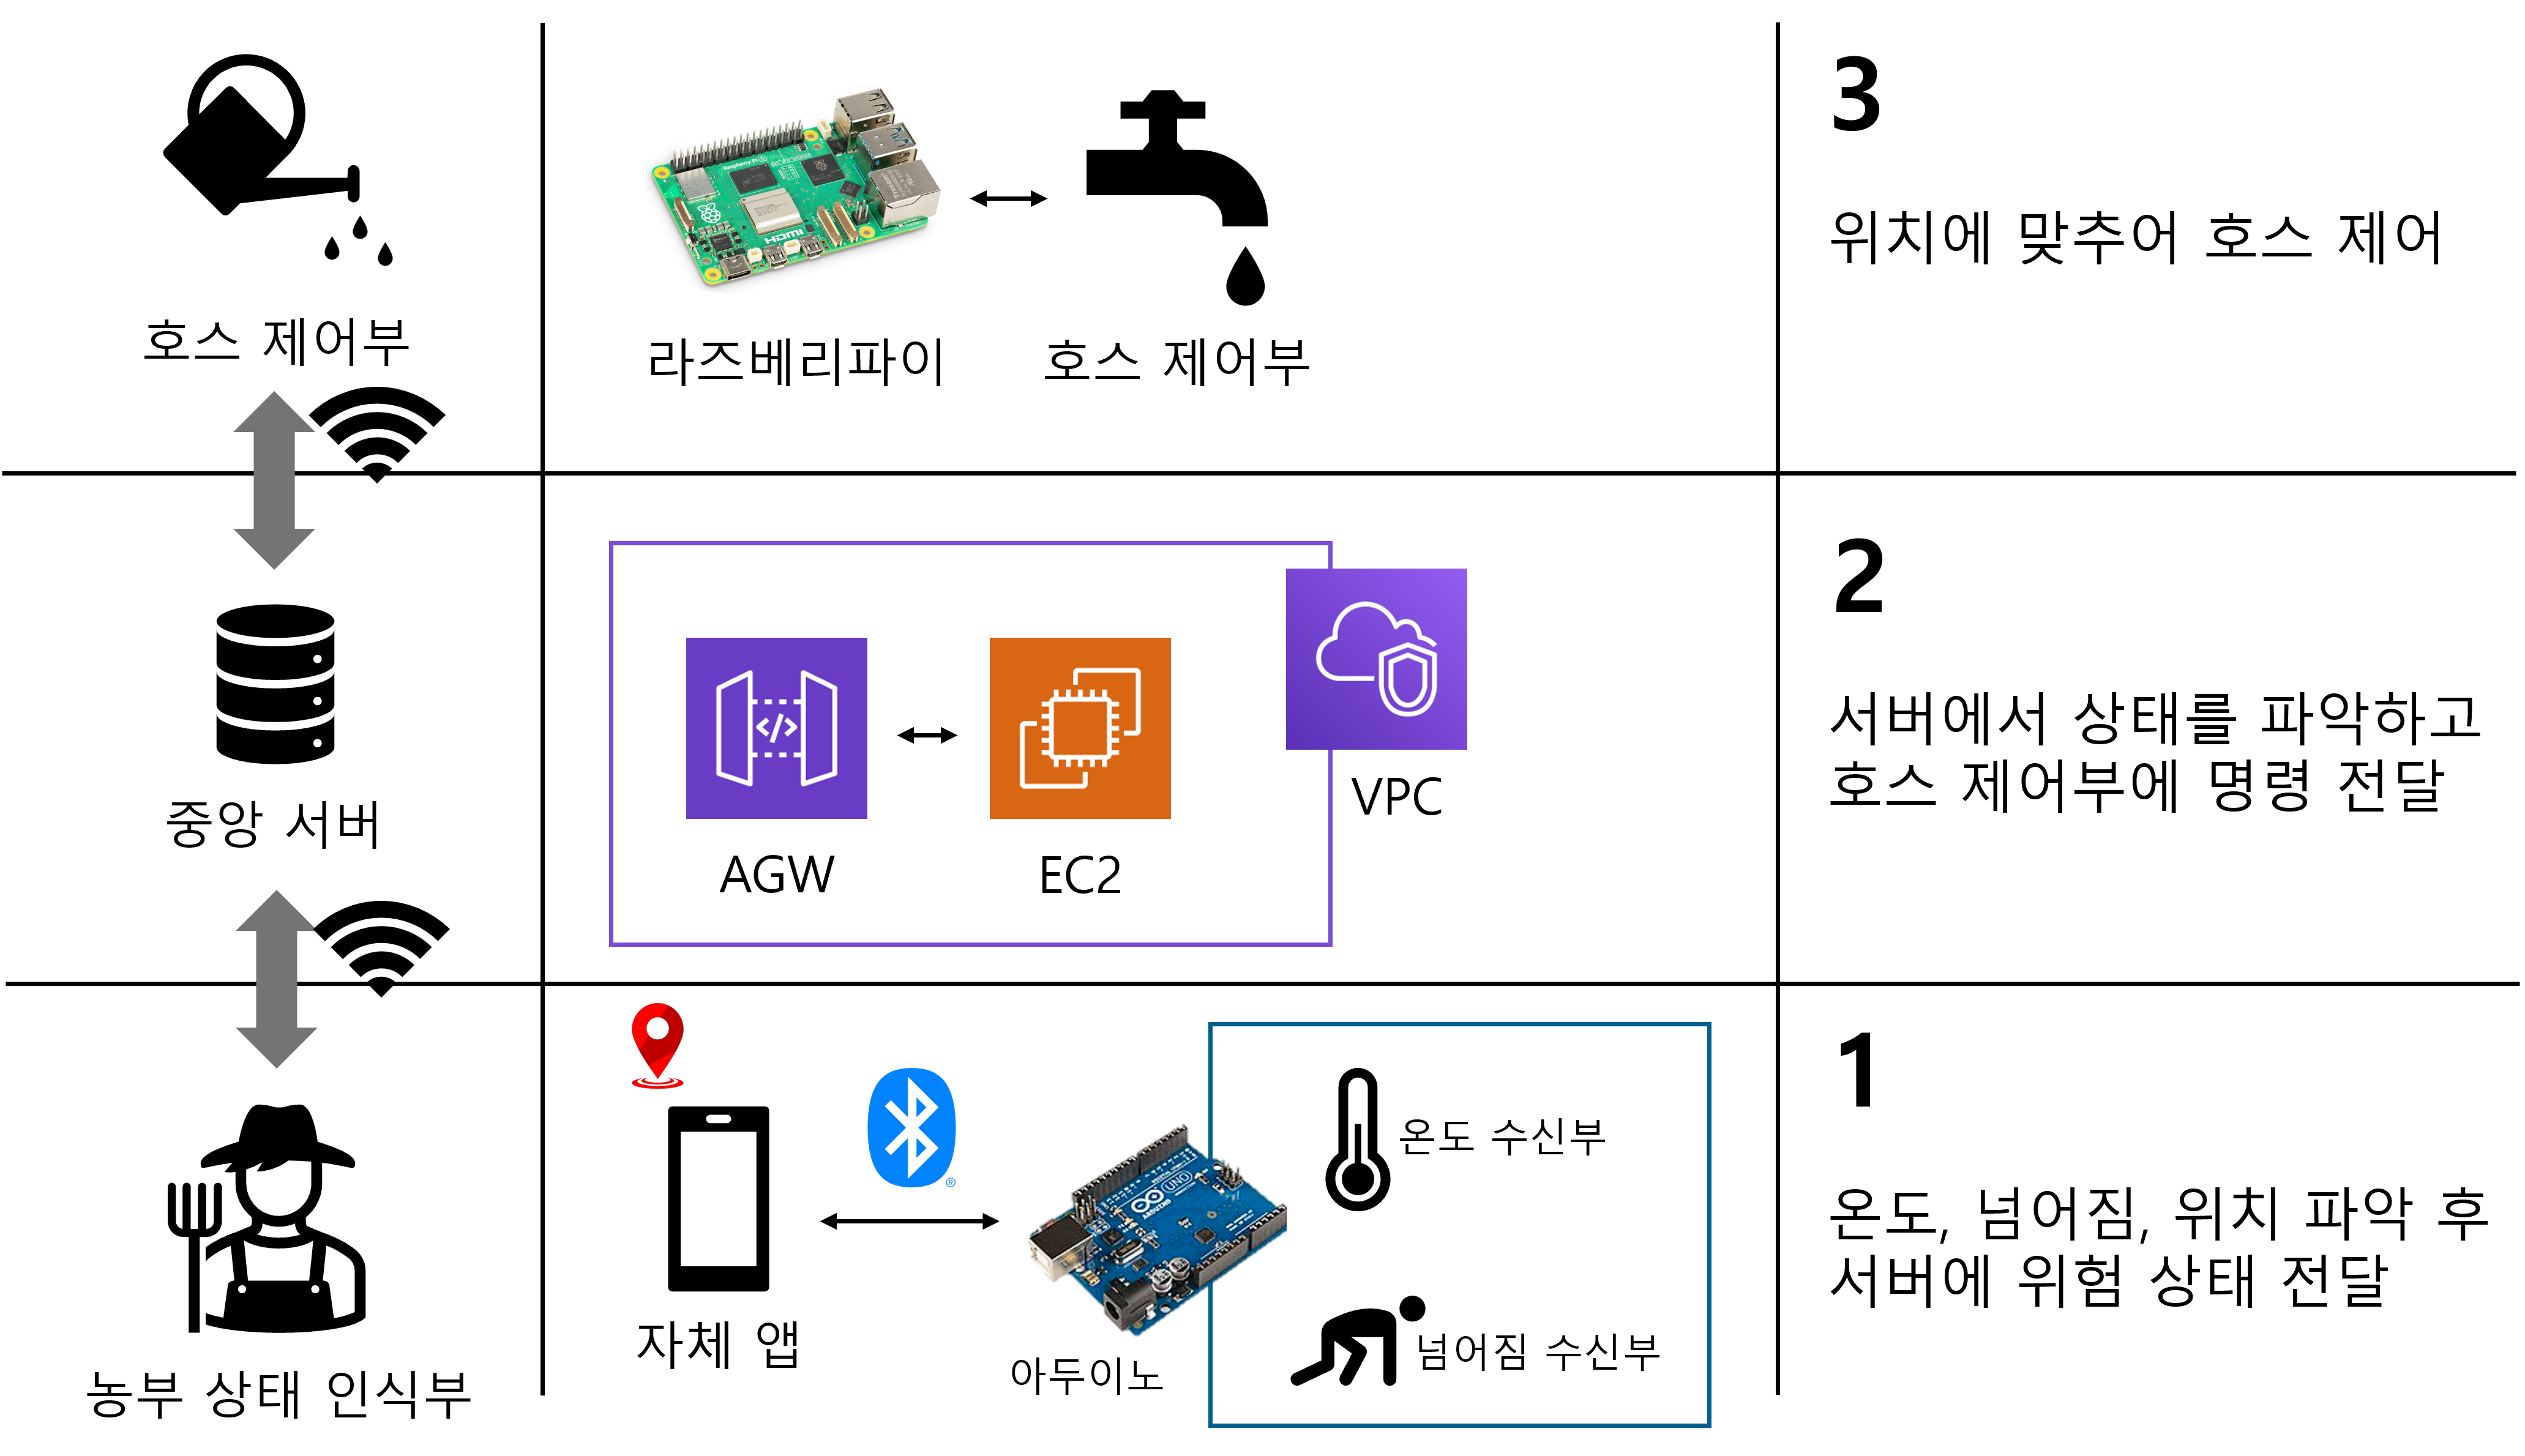 3
호스 제어부
라즈베리파이
호스 제어부
위치에 맞추어 호스 제어
HDMI
2
중앙 서버
AGW
EC2
VPC
서버에서 상태를 파악하고
호스 제어부에 명령 전달
1
농부 상태 인식부
자체 앱
아두이노
UNO
ARDUINO
온도 수신부
넘어짐 수신부
온도, 넘어짐, 위치 파악 후
서버에 위험 상태 전달